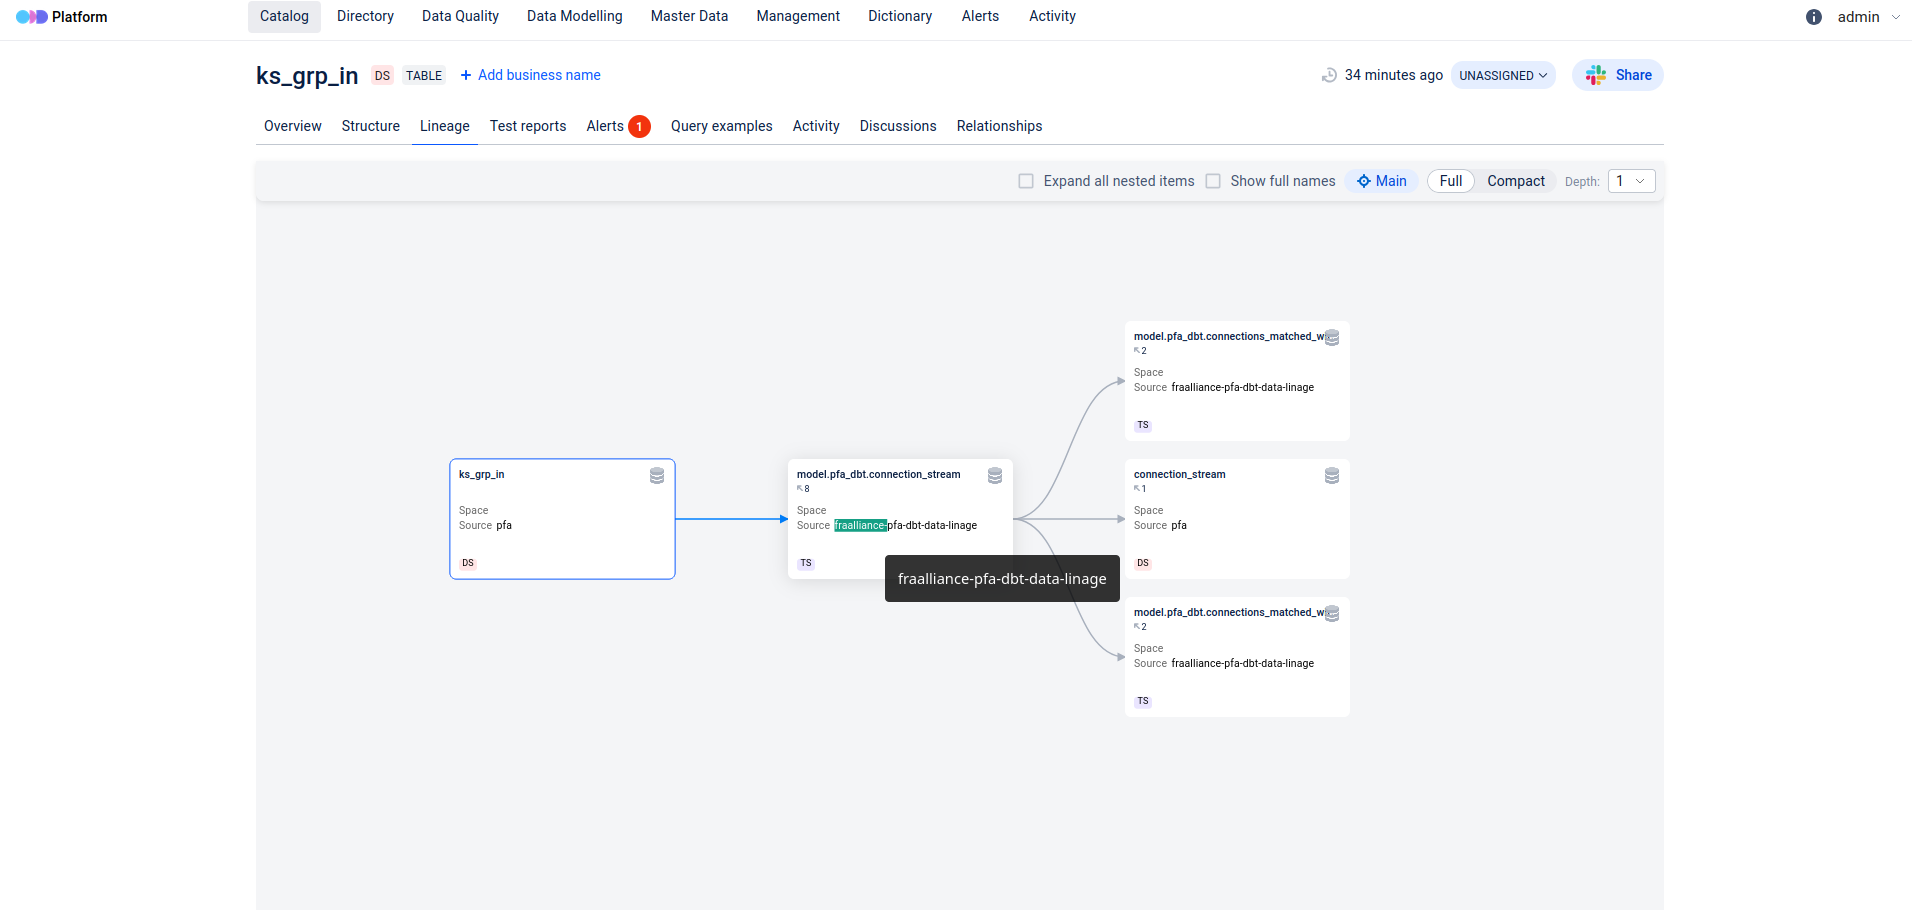 Platform
Catalog Directory Data Quality Data Modelling Master Data Management Dictionary Alerts Activity
admin
ks_grp_in DS TABLE + Add business name
34 minutes ago UNASSIGNED Share
Overview Structure Lineage Test reports Alerts 1 Query examples Activity Discussions Relationships
Expand all nested items Show full names Main Full Compact Depth: 1
ks_grp_in
Space
Source pfa
DS
model.pfa_dbt.connection_stream
8
Space
Source fraalliance-pfa-dbt-data-linage
TS
fraalliance-pfa-dbt-data-linage
model.pfa_dbt.connections_matched_w
2
Space
Source fraalliance-pfa-dbt-data-linage
TS
connection_stream
1
Space
Source pfa
DS
model.pfa_dbt.connections_matched_w
2
Space
Source fraalliance-pfa-dbt-data-linage
TS